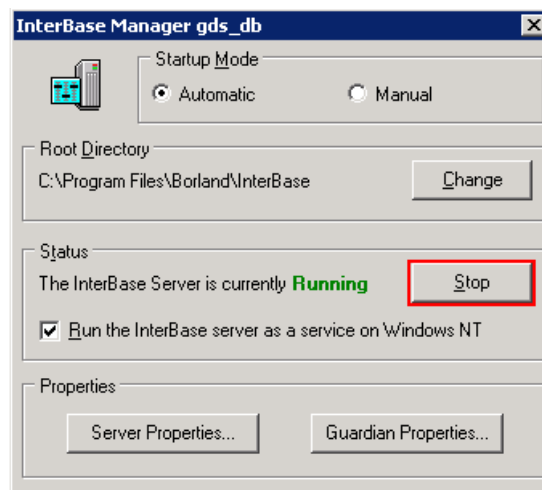 InterBase Manager gds_db
Startup Mode
Automatic Manual
Root Directory
C:\Program Files\Borland\InterBase Change
Status
The InterBase Server is currently Running Stop
Run the InterBase server as a service on Windows NT
Properties
Server Properties... Guardian Properties...